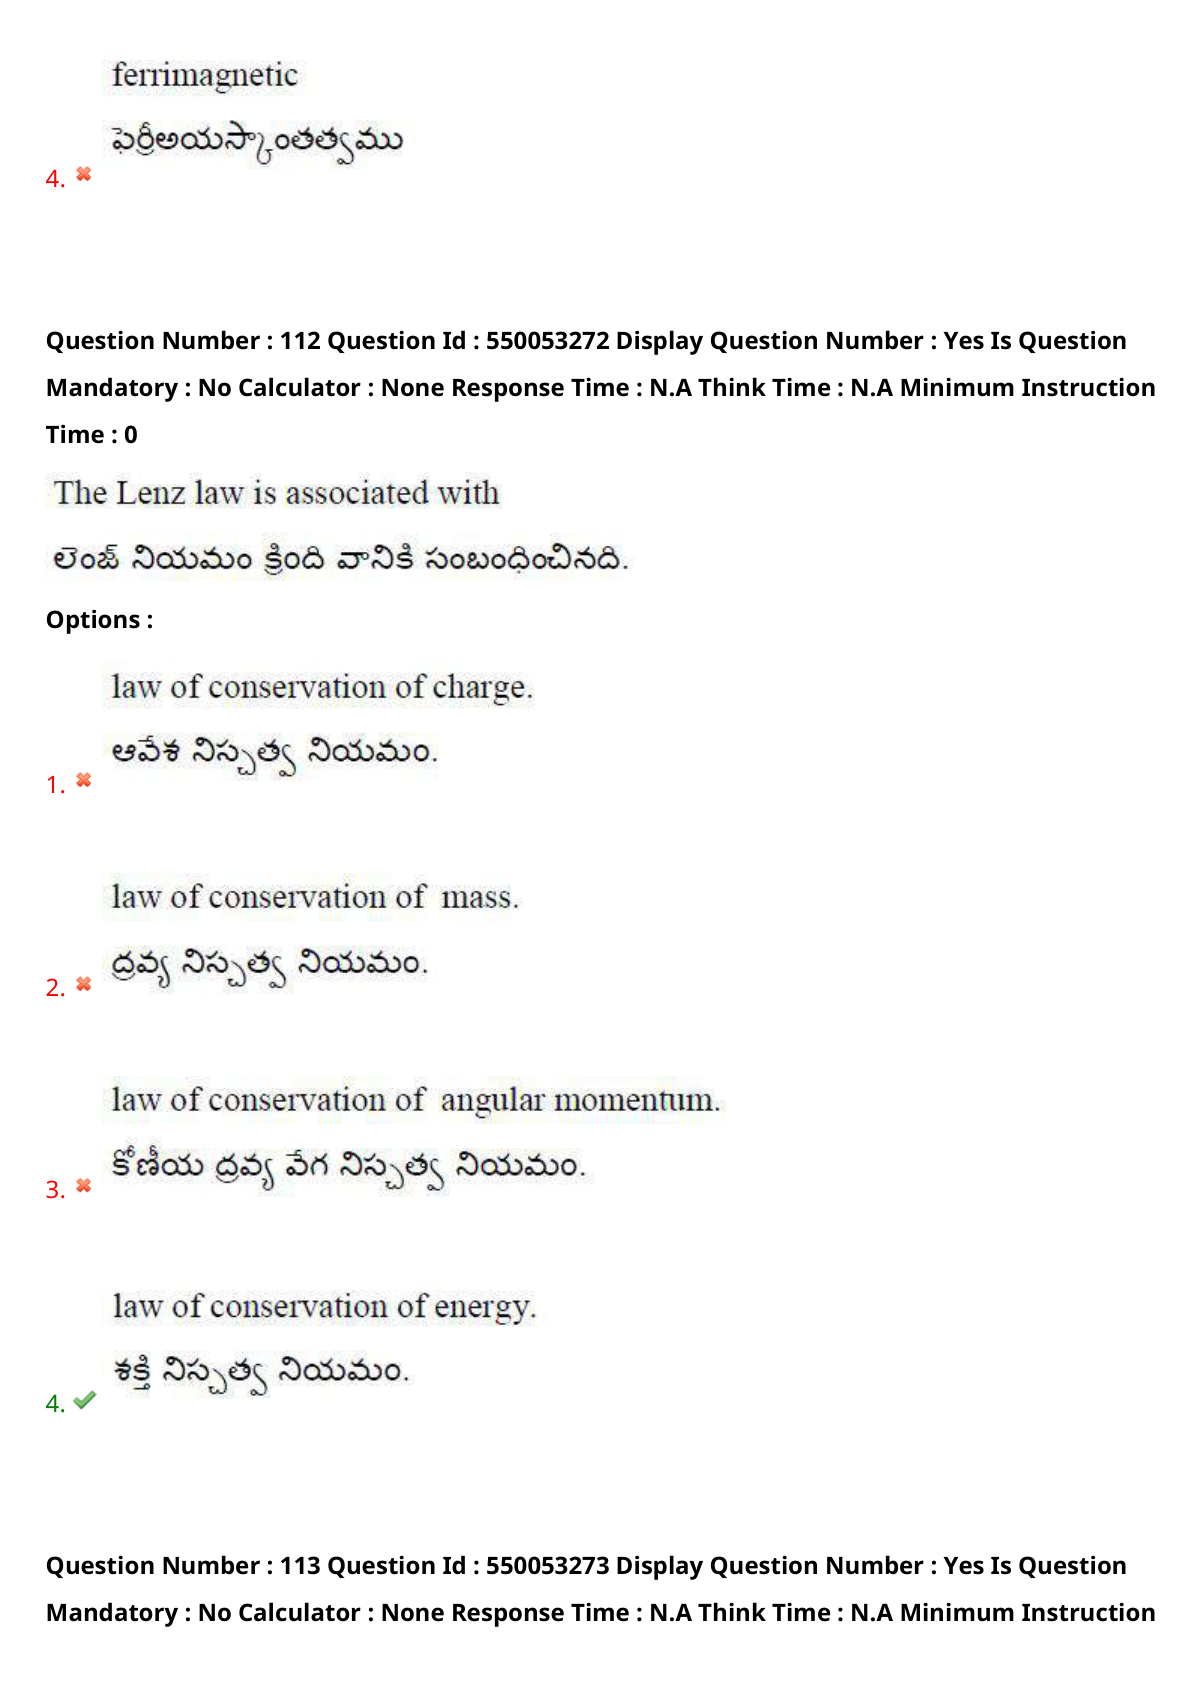 ferrimagnetic
ఫెర్రీఅయస్కాంతత్వము
4.
Question Number : 112 Question Id : 550053272 Display Question Number : Yes Is Question
Mandatory : No Calculator : None Response Time : N.A Think Time : N.A Minimum Instruction
Time : 0
The Lenz law is associated with
లెంజ్ నియమం క్రింది వానికి సంబంధించినది.
Options :
law of conservation of charge.
ఆవేశ నిస్చత్వ నియమం.
1.
law of conservation of mass.
ద్రవ్య నిస్చత్వ నియమం.
2.
law of conservation of angular momentum.
కోణీయ ద్రవ్య వేగ నిస్చత్వ నియమం.
3.
law of conservation of energy.
శక్తి నిస్చత్వ నియమం.
4.
Question Number : 113 Question Id : 550053273 Display Question Number : Yes Is Question
Mandatory : No Calculator : None Response Time : N.A Think Time : N.A Minimum Instruction